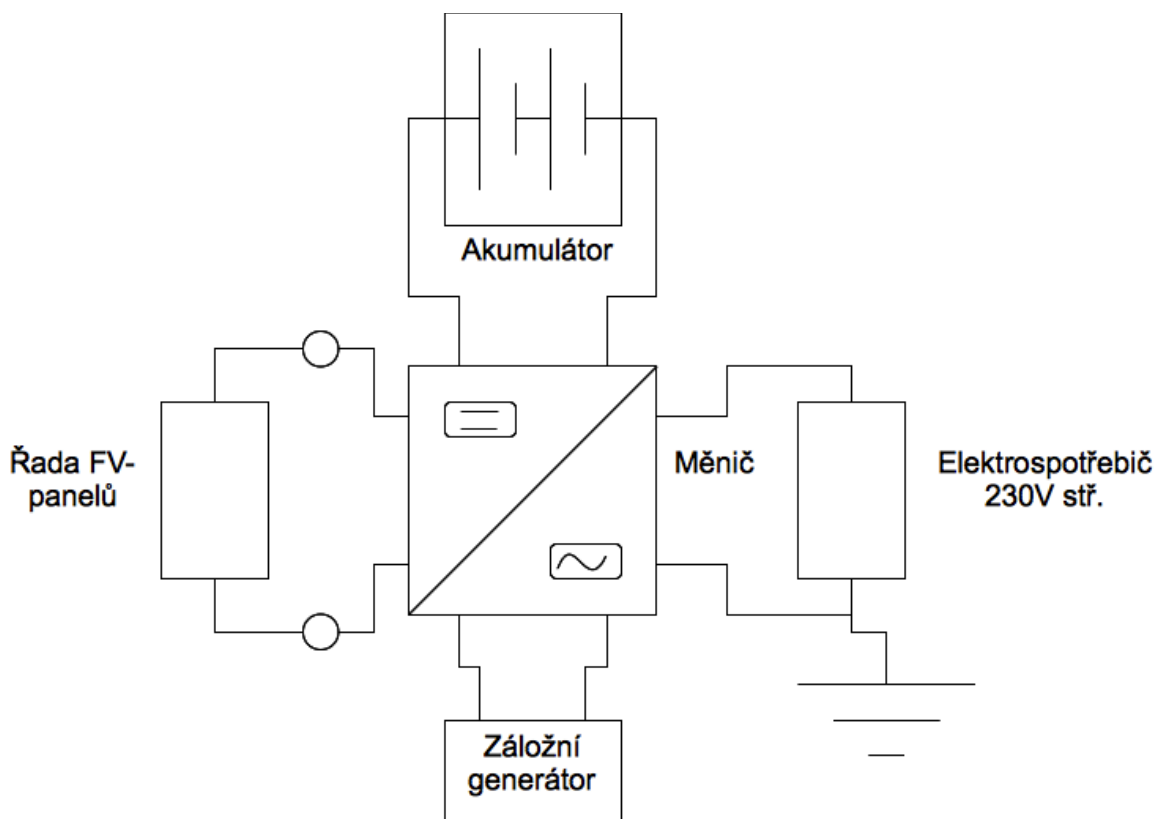 Akumulátor
Řada FV-
panelů
Měnič
Elektrospotřebič
230V stř.
Záložní
generátor